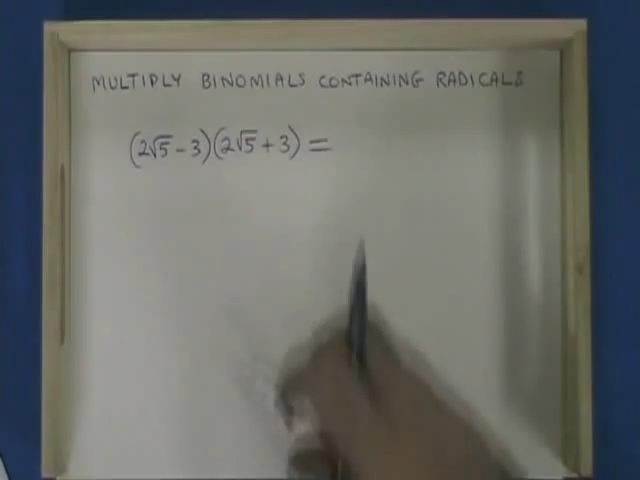 MULTIPLY BINOMIALS CONTAINING RADICALS
(2√5 - 3)(2√5 + 3) =